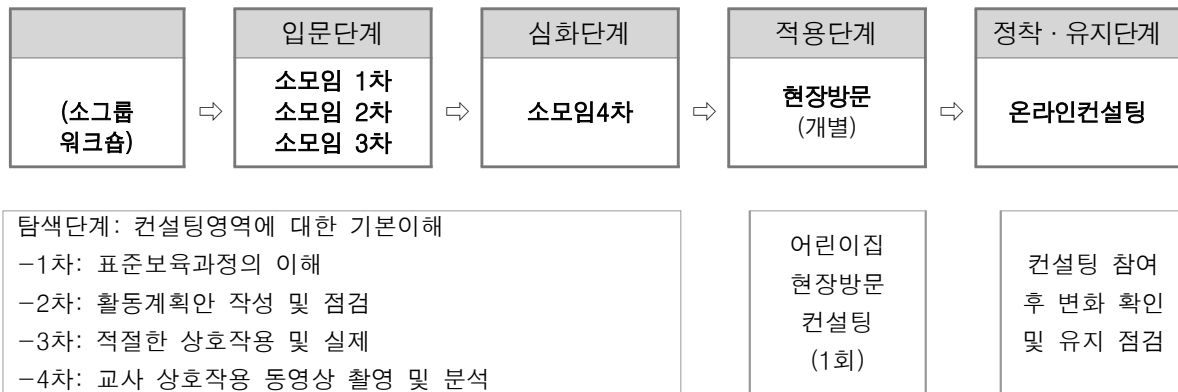 입문단계
심화단계
적용단계
정착·유지단계
(소그룹
워크숍)
⇨
소모임 1차
소모임 2차
소모임 3차
⇨
소모임4차
⇨
현장방문
(개별)
⇨
온라인컨설팅
탐색단계: 컨설팅영역에 대한 기본이해
-1차: 표준보육과정의 이해
-2차: 활동계획안 작성 및 점검
-3차: 적절한 상호작용 및 실제
-4차: 교사 상호작용 동영상 촬영 및 분석
어린이집
현장방문
컨설팅
(1회)
컨설팅 참여
후 변화 확인
및 유지 점검